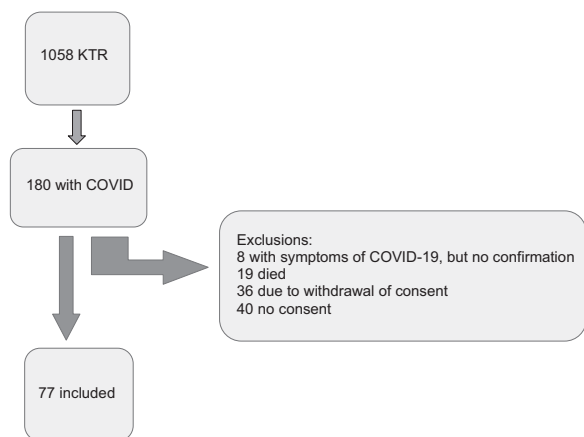 1058 KTR
180 with COVID
Exclusions:
8 with symptoms of COVID-19, but no confirmation
19 died
36 due to withdrawal of consent
40 no consent
77 included